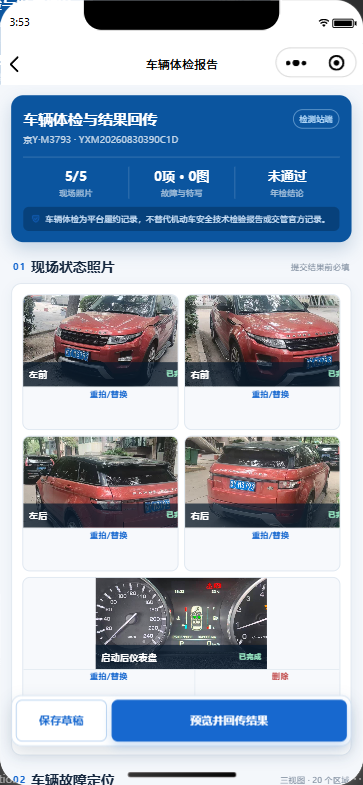 3:53
车辆体检报告
车辆体检与结果回传
检测站端
京Y·M3793 · YXM20260830390C1D
5/5
0项 • 0图
未通过
现场照片
故障与特写
年检结论
车辆体检为平台履约记录，不替代机动车安全技术检验报告或交管官方记录。
01 现场状态照片
提交结果前必填
左前
已
右前
已
重拍/替换
重拍/替换
左后
已
右后
已
重拍/替换
重拍/替换
启动后仪表盘
已完成
重拍/替换
删除
保存草稿
预览并回传结果
02 车辆故障定位
三视图 · 20 个区域